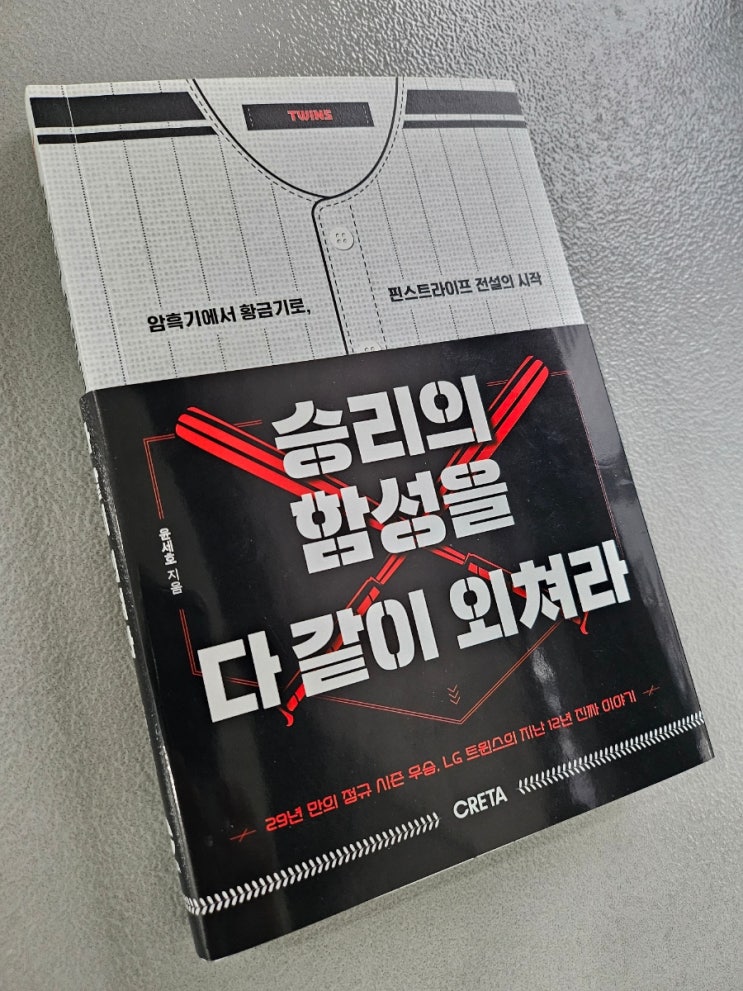 TWINS
암흑기에서 황금기로,
핀스트라이프 전설의 시작
승리의
함성을
다 같이 외쳐라
윤세호 지음
29년 만의 정규 시즌 우승, LG 트윈스의 지난 12년 진짜 이야기
CRETA